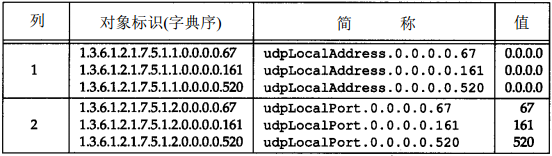 列 对象标识(字典序) 简 称 值
1.3.6.1.2.1.7.5.1.1.0.0.0.0.67 udpLocalAddress.0.0.0.0.67 0.0.0.0
1 1.3.6.1.2.1.7.5.1.1.0.0.0.0.161 udpLocalAddress.0.0.0.0.161 0.0.0.0
1.3.6.1.2.1.7.5.1.1.0.0.0.0.520 udpLocalAddress.0.0.0.0.520 0.0.0.0
1.3.6.1.2.1.7.5.1.2.0.0.0.0.67 udpLocalPort.0.0.0.0.67 67
2 1.3.6.1.2.1.7.5.1.2.0.0.0.0.161 udpLocalPort.0.0.0.0.161 161
1.3.6.1.2.1.7.5.1.2.0.0.0.0.520 udpLocalPort.0.0.0.0.520 520